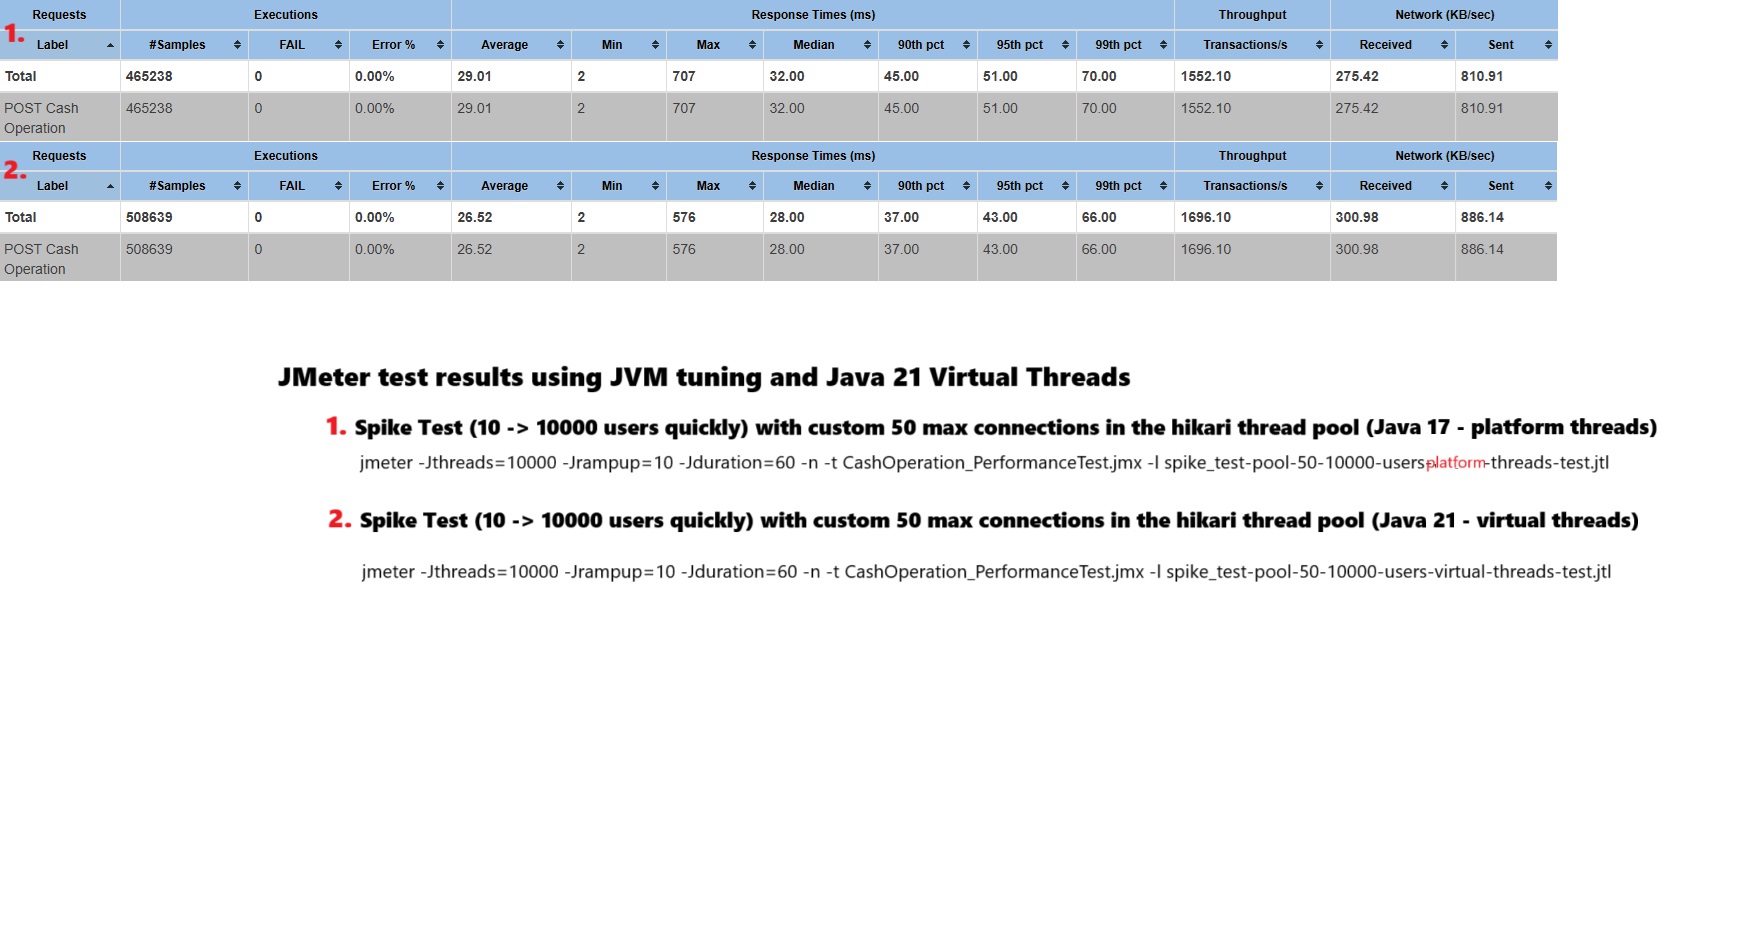 Requests Executions Response Times (ms) Throughput Network (KB/sec)
1. Label #Samples FAIL Error % Average Min Max Median 90th pct 95th pct 99th pct Transactions/s Received Sent
Total 465238 0 0.00% 29.01 2 707 32.00 45.00 51.00 70.00 1552.10 275.42 810.91
POST Cash 465238 0 0.00% 29.01 2 707 32.00 45.00 51.00 70.00 1552.10 275.42 810.91
Operation
Requests Executions Response Times (ms) Throughput Network (KB/sec)
2. Label #Samples FAIL Error % Average Min Max Median 90th pct 95th pct 99th pct Transactions/s Received Sent
Total 508639 0 0.00% 26.52 2 576 28.00 37.00 43.00 66.00 1696.10 300.98 886.14
POST Cash 508639 0 0.00% 26.52 2 576 28.00 37.00 43.00 66.00 1696.10 300.98 886.14
Operation
JMeter test results using JVM tuning and Java 21 Virtual Threads
1. Spike Test (10 -> 10000 users quickly) with custom 50 max connections in the hikari thread pool (Java 17 - platform threads)
jmeter -Jthreads=10000 -Jrampup=10 -Jduration=60 -n -t CashOperation_PerformanceTest.jmx -l spike_test-pool-50-10000-users-platform-threads-test.jtl
2. Spike Test (10 -> 10000 users quickly) with custom 50 max connections in the hikari thread pool (Java 21 - virtual threads)
jmeter -Jthreads=10000 -Jrampup=10 -Jduration=60 -n -t CashOperation_PerformanceTest.jmx -l spike_test-pool-50-10000-users-virtual-threads-test.jtl